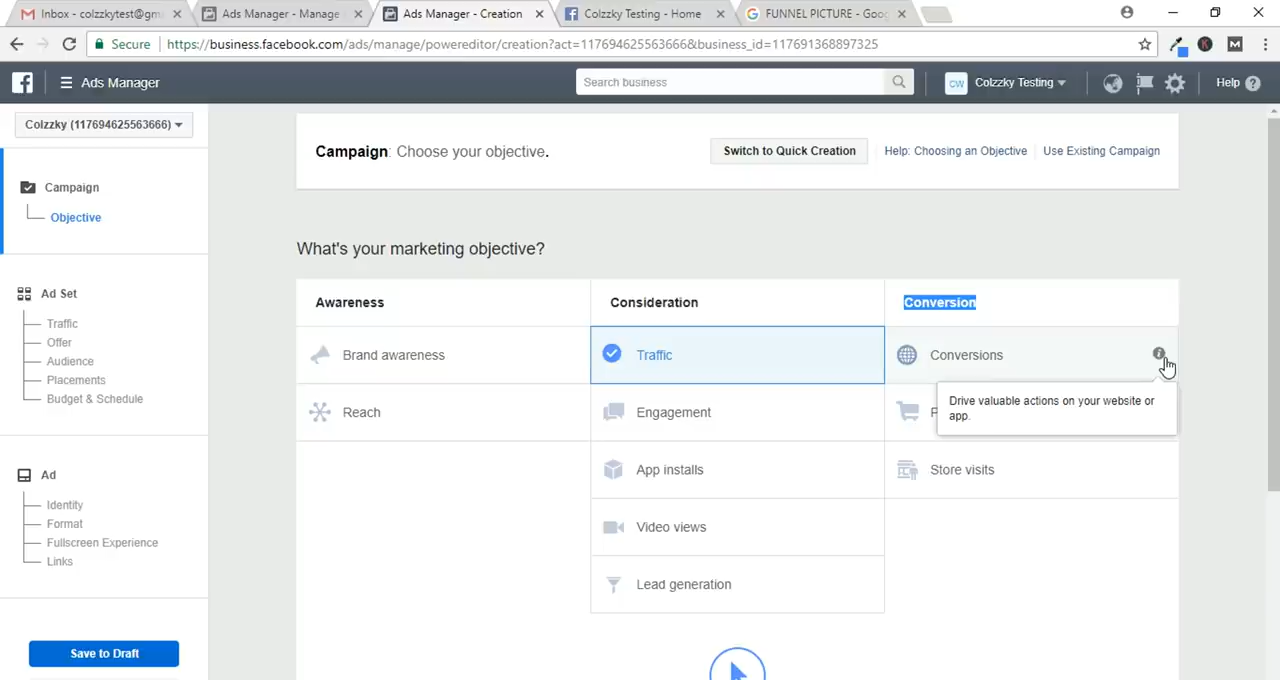 Inbox - colzzkytest@gm
Ads Manager - Manage
Ads Manager - Creation
Colzzky Testing - Home
FUNNEL PICTURE - Goog
Secure
https://business.facebook.com/ads/manage/powereditor/creation?act=117694625563666&business_id=117691368897325
Ads Manager
Search business
CW
Colzzky Testing
Help
Colzzky (117694625563666)
Campaign: Choose your objective.
Switch to Quick Creation
Help: Choosing an Objective
Use Existing Campaign
Campaign
Objective
Ad Set
Traffic
Offer
Audience
Placements
Budget & Schedule
Ad
Identity
Format
Fullscreen Experience
Links
Save to Draft
What's your marketing objective?
Awareness
Consideration
Conversion
Brand awareness
Traffic
Conversions
Reach
Engagement
Drive valuable actions on your website or
app.
App installs
Store visits
Video views
Lead generation